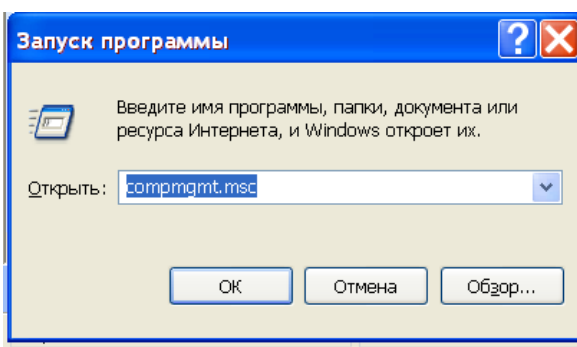 Запуск программы
Введите имя программы, папки, документа или
ресурса Интернета, и Windows откроет их.
Открыть: compmgmt.msc
ОК Отмена Обзор...